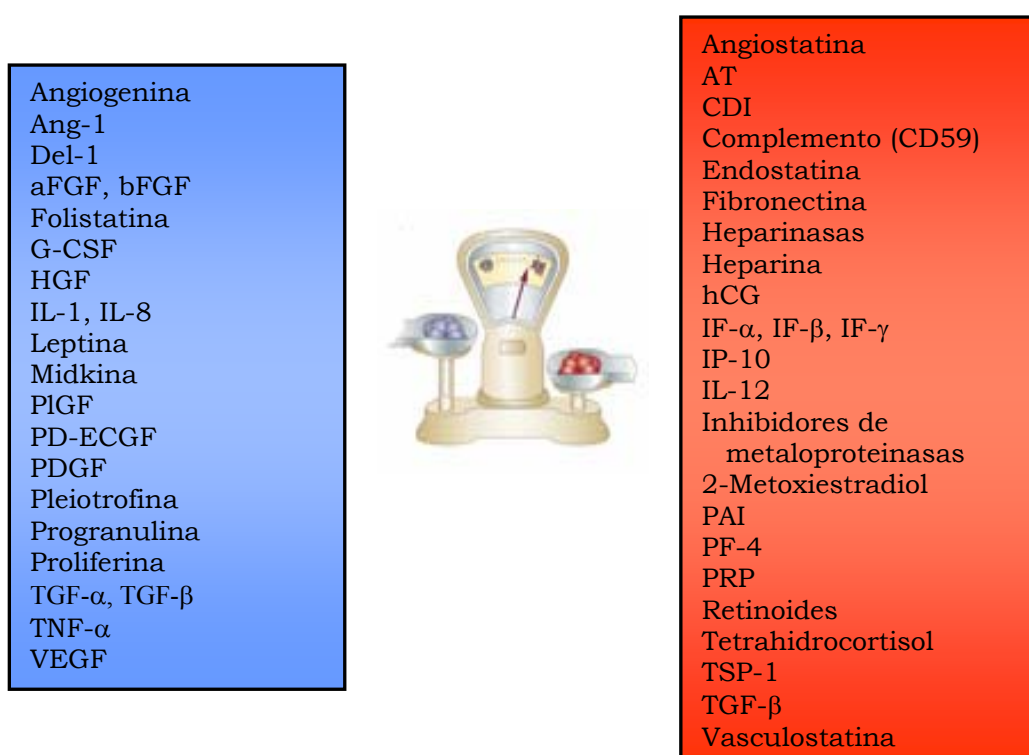 Angiogenina
Ang-1
Del-1
aFGF, bFGF
Folistatina
G-CSF
HGF
IL-1, IL-8
Leptina
Midkina
PlGF
PD-ECGF
PDGF
Pleiotrofina
Progranulina
Proliferina
TGF-α, TGF-β
TNF-α
VEGF
Angiostatina
AT
CDI
Complemento (CD59)
Endostatina
Fibronectina
Heparinasas
Heparina
hCG
IF-α, IF-β, IF-γ
IP-10
IL-12
Inhibidores de
metaloproteinasas
2-Metoxiestradiol
PAI
PF-4
PRP
Retinoides
Tetrahidrocortisol
TSP-1
TGF-β
Vasculostatina